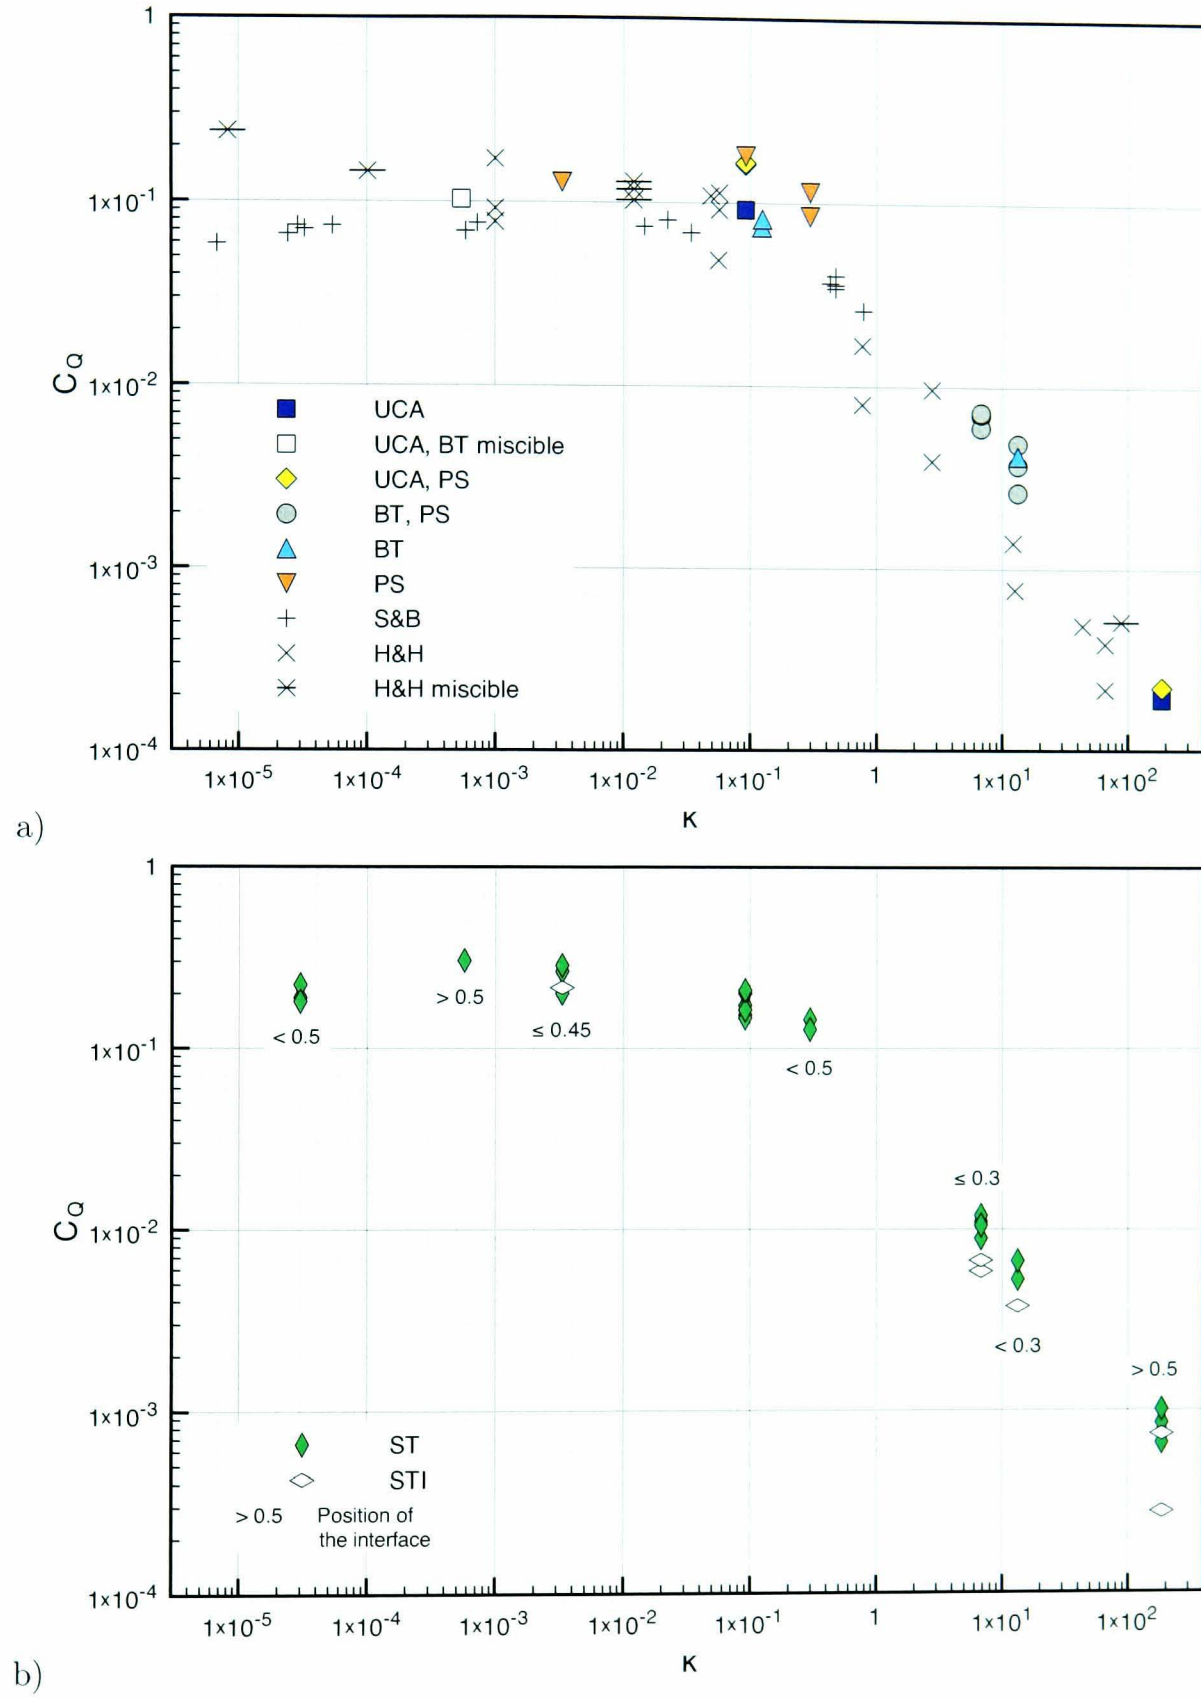 1
1x10⁻¹
1x10⁻²
1x10⁻³
1x10⁻⁴
C_Q
UCA
UCA, BT miscible
UCA, PS
BT, PS
BT
PS
S&B
H&H
H&H miscible
1x10⁻⁵ 1x10⁻⁴ 1x10⁻³ 1x10⁻² 1x10⁻¹ 1 1x10¹ 1x10²
K
a)
1
1x10⁻¹
1x10⁻²
1x10⁻³
1x10⁻⁴
C_Q
< 0.5
> 0.5
≤ 0.45
< 0.5
≤ 0.3
< 0.3
> 0.5
ST
STI
> 0.5 Position of
the interface
1x10⁻⁵ 1x10⁻⁴ 1x10⁻³ 1x10⁻² 1x10⁻¹ 1 1x10¹ 1x10²
K
b)